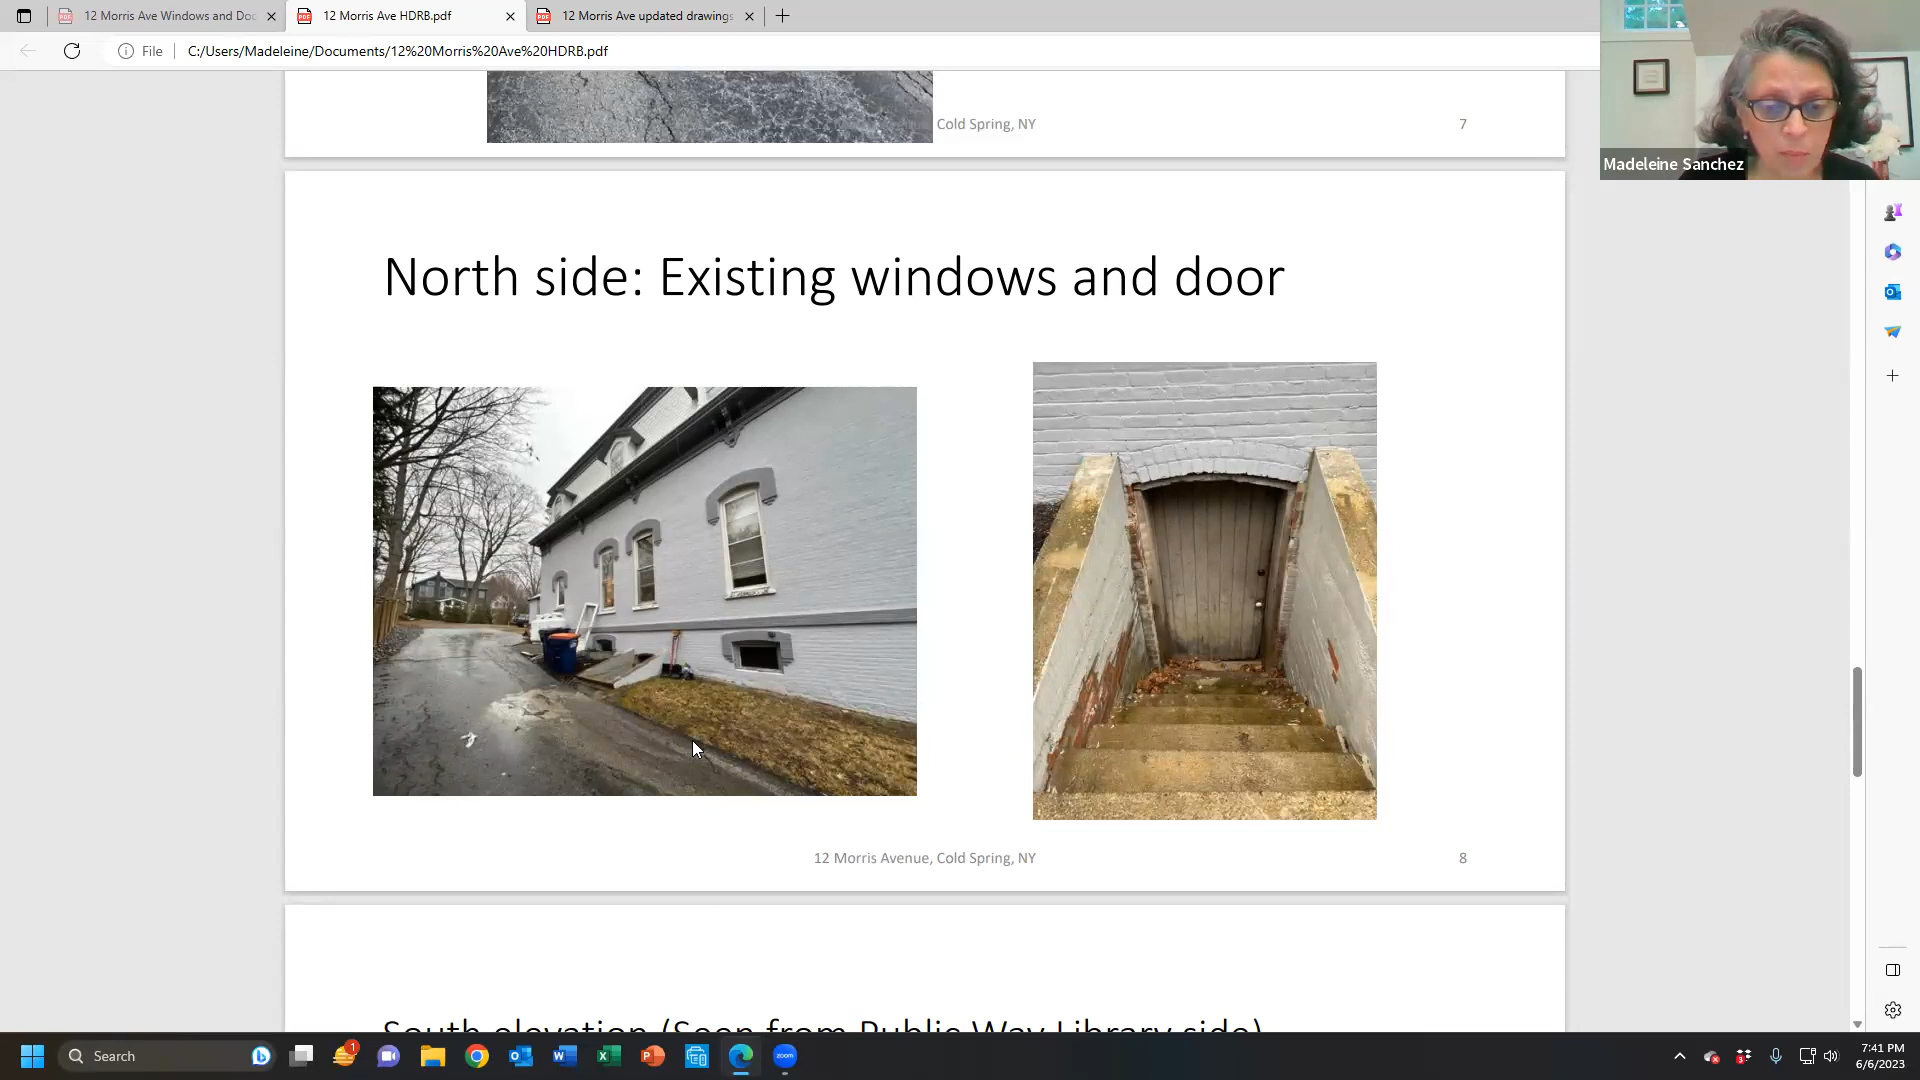 12 Morris Ave Windows and Doo
12 Morris Ave HDRB.pdf
12 Morris Ave updated drawings
File
C:/Users/Madeleine/Documents/12%20Morris%20Ave%20HDRB.pdf
Madeleine Sanchez
Cold Spring, NY
7
North side: Existing windows and door
12 Morris Avenue, Cold Spring, NY
8
South elevation (Seen from Public Way Library side)
Search
1
zoom
7:41 PM
6/6/2023